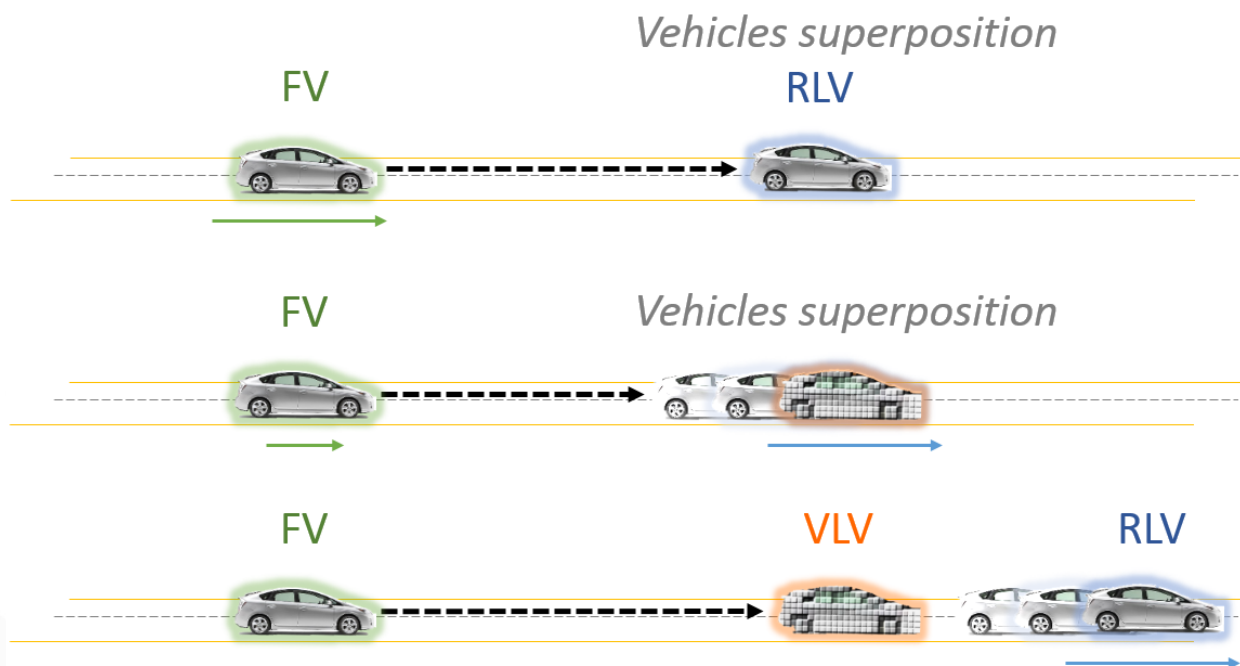 Vehicles superposition
FV
RLV
FV
Vehicles superposition
FV
VLV
RLV